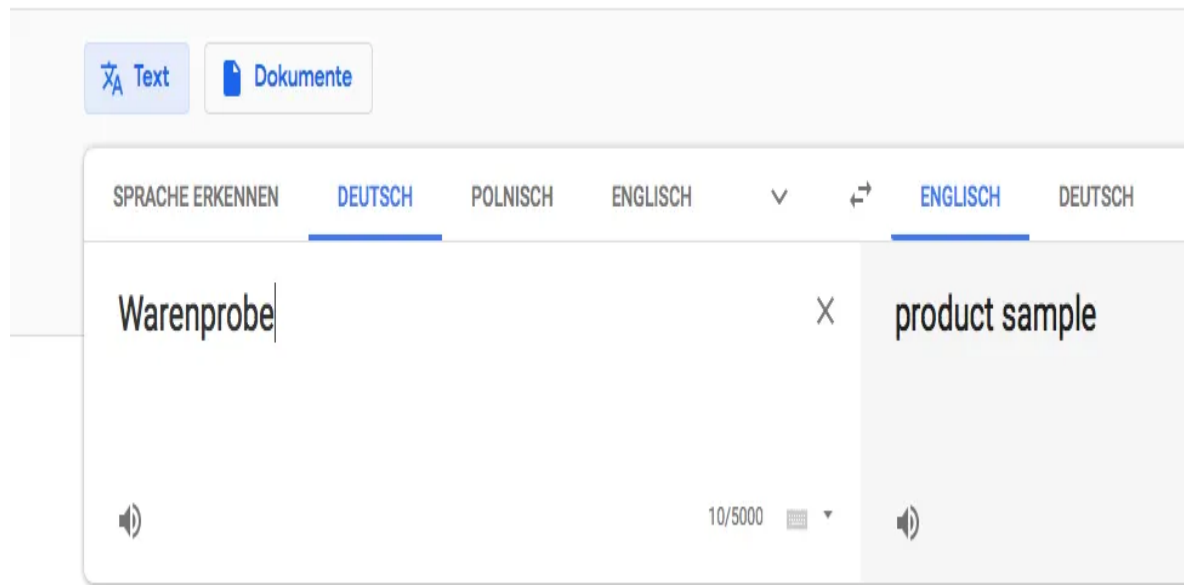 Text Dokumente
SPRACHE ERKENNEN DEUTSCH POLNISCH ENGLISCH ENGLISCH DEUTSCH
Warenprobe product sample
10/5000